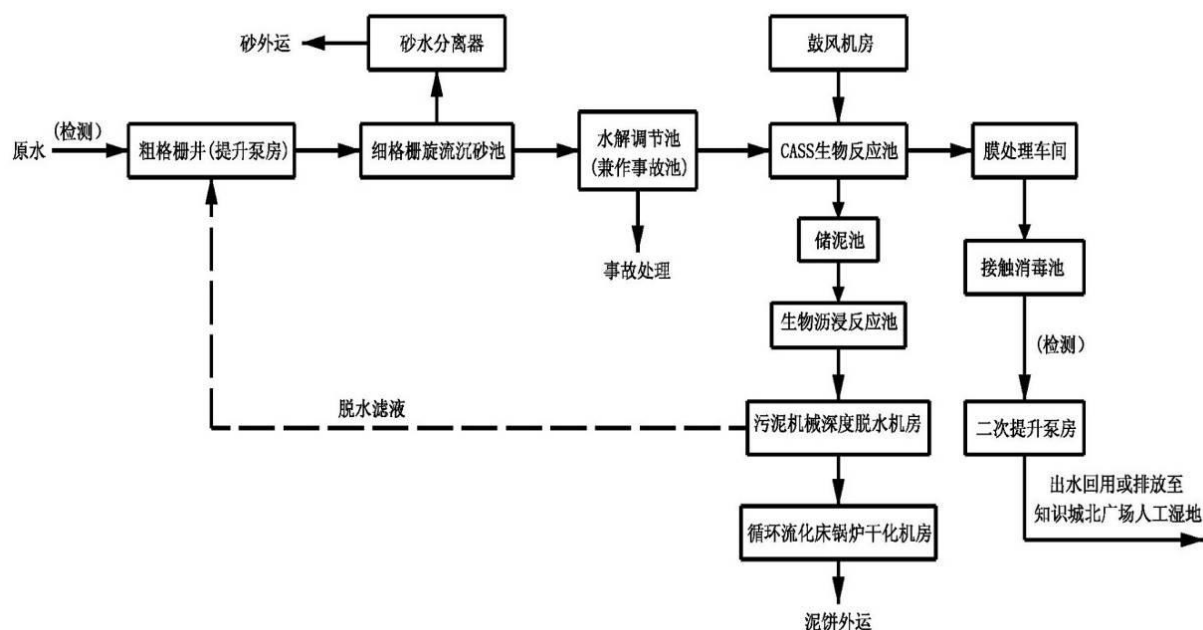 砂外运
砂水分离器
鼓风机房
原水
(检测)
粗格栅井(提升泵房)
细格栅旋流沉砂池
水解调节池
(兼作事故池)
CASS生物反应池
膜处理车间
事故处理
储泥池
接触消毒池
生物沥浸反应池
(检测)
脱水滤液
污泥机械深度脱水机房
二次提升泵房
出水回用或排放至
知识城北广场人工湿地
循环流化床锅炉干化机房
泥饼外运